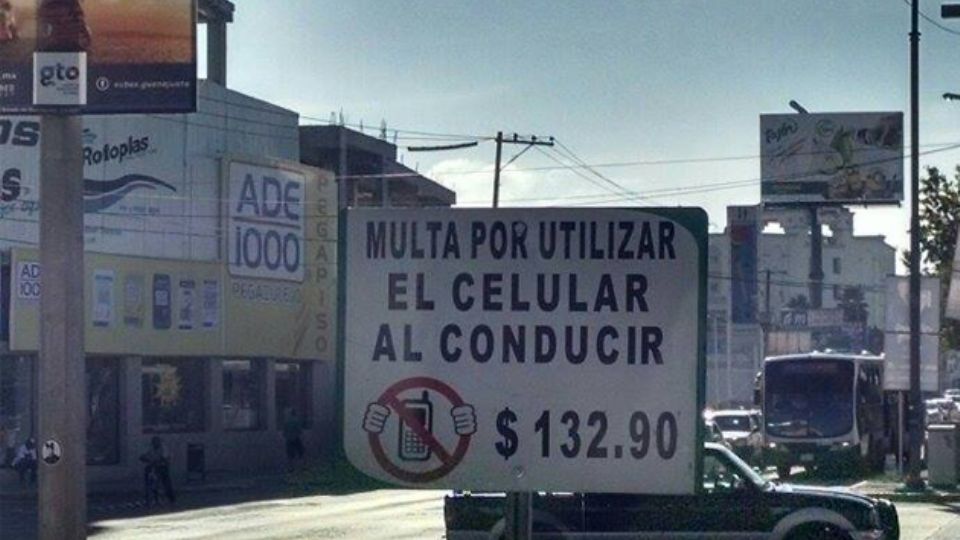 gto
Rotoplas
ADE
1000
PEGAPISO
MULTA POR UTILIZAR
EL CELULAR
AL CONDUCIR
$ 132.90